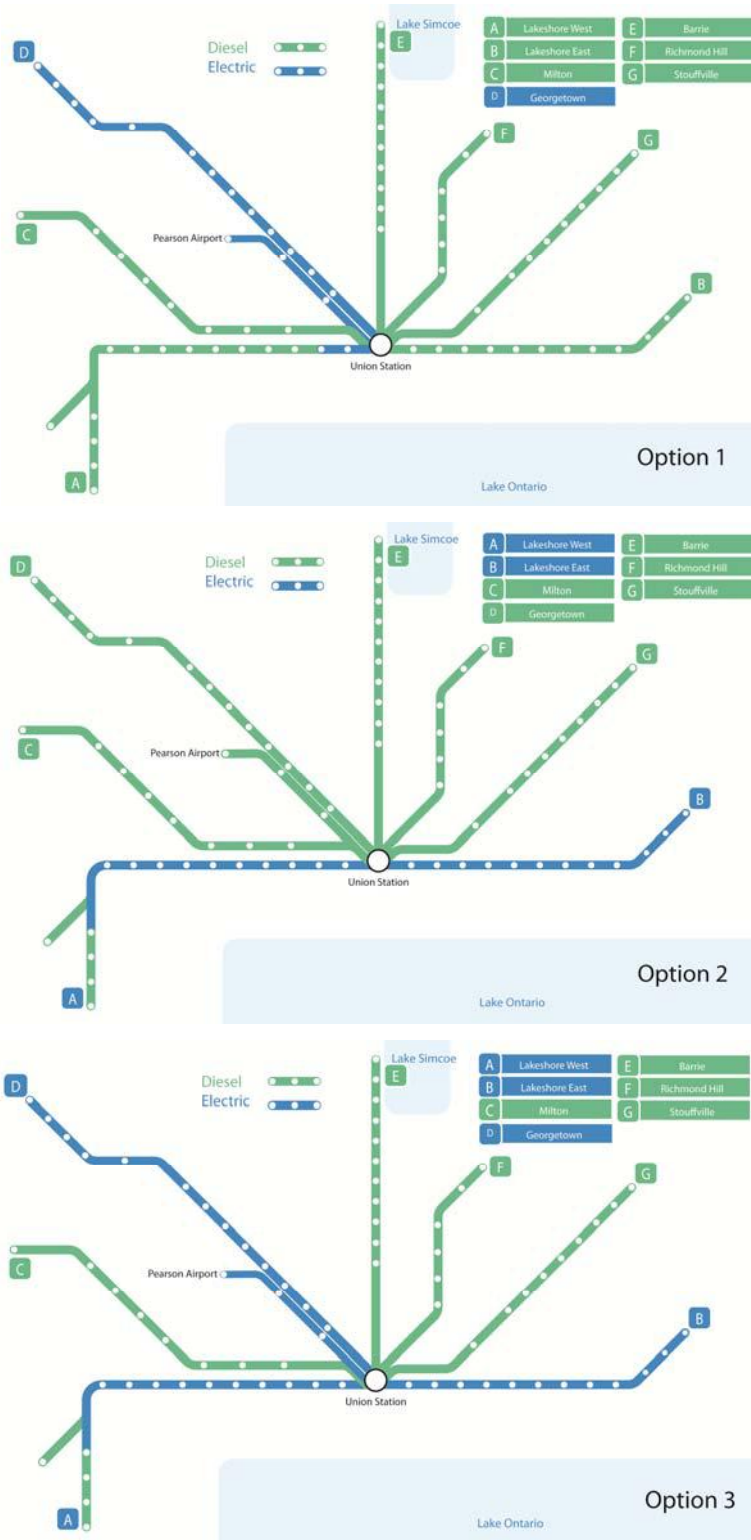 Lake Simcoe
D
Diesel
Electric
E
A Lakeshore West
B Lakeshore East
C Milton
D Georgetown
E Barrie
F Richmond Hill
G Stouffville
F
G
C
Pearson Airport
B
Union Station
A
Option 1
Lake Ontario
Lake Simcoe
D
Diesel
Electric
E
A Lakeshore West
B Lakeshore East
C Milton
D Georgetown
E Barrie
F Richmond Hill
G Stouffville
F
G
C
Pearson Airport
B
Union Station
A
Option 2
Lake Ontario
Lake Simcoe
D
Diesel
Electric
E
A Lakeshore West
B Lakeshore East
C Milton
D Georgetown
E Barrie
F Richmond Hill
G Stouffville
F
G
C
Pearson Airport
B
Union Station
A
Option 3
Lake Ontario